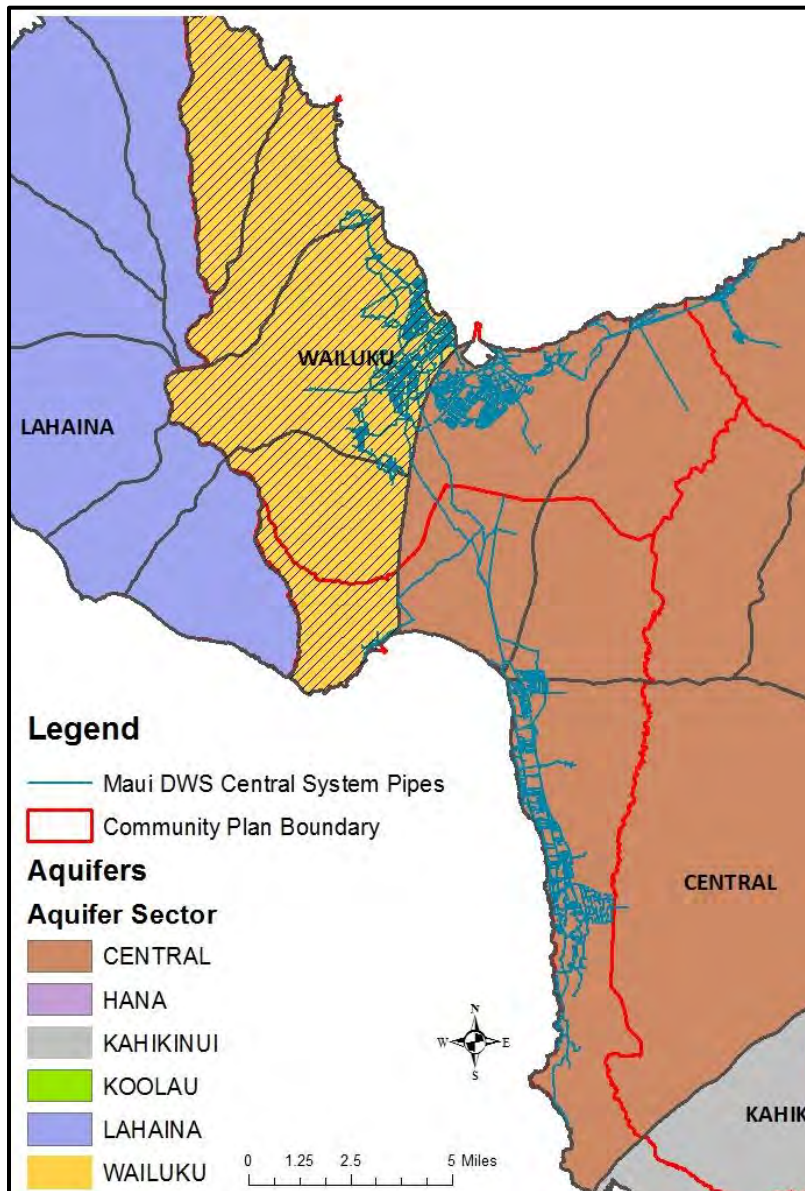 WAILUKU
LAHAINA
CENTRAL
KAHIK
Legend
Maui DWS Central System Pipes
Community Plan Boundary
Aquifers
Aquifer Sector
CENTRAL
HANA
KAHIKINUI
KOOLAU
LAHAINA
WAILUKU
N
W E
S
0 1.25 2.5 5 Miles